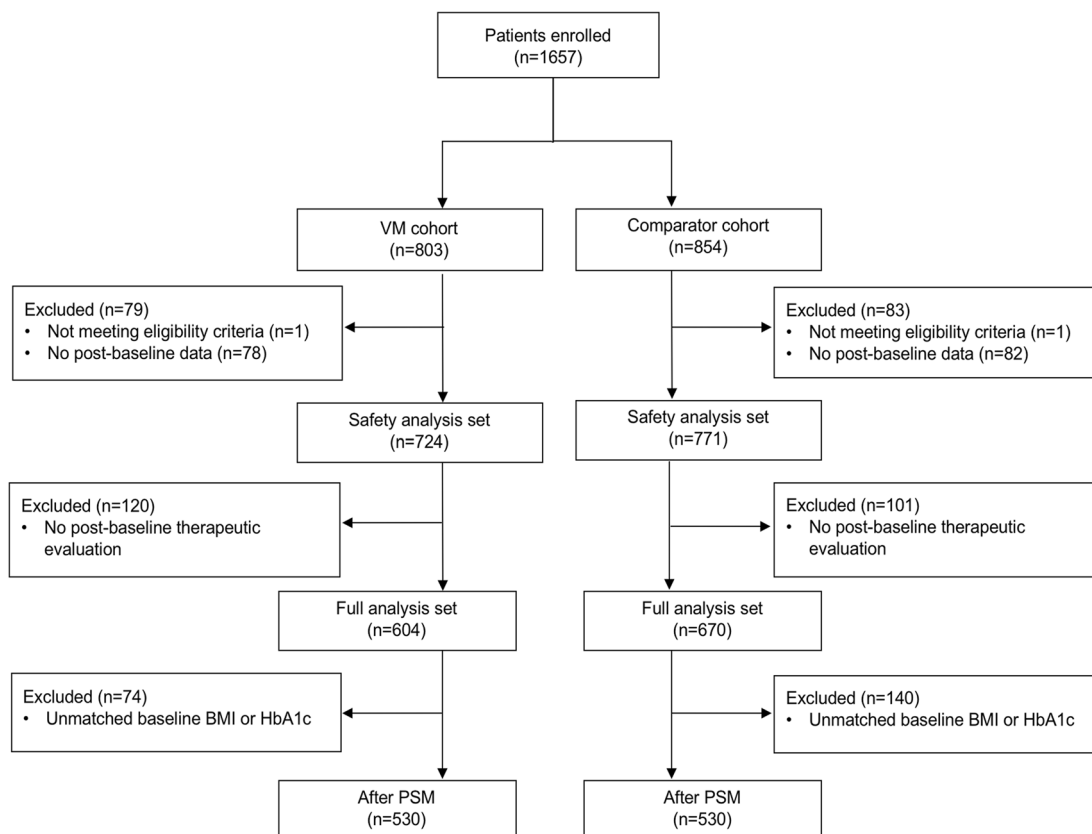 Patients enrolled
(n=1657)
VM cohort
(n=803)
Comparator cohort
(n=854)
Excluded (n=79)
• Not meeting eligibility criteria (n=1)
• No post-baseline data (n=78)
Excluded (n=83)
• Not meeting eligibility criteria (n=1)
• No post-baseline data (n=82)
Safety analysis set
(n=724)
Safety analysis set
(n=771)
Excluded (n=120)
• No post-baseline therapeutic
evaluation
Excluded (n=101)
• No post-baseline therapeutic
evaluation
Full analysis set
(n=604)
Full analysis set
(n=670)
Excluded (n=74)
• Unmatched baseline BMI or HbA1c
Excluded (n=140)
• Unmatched baseline BMI or HbA1c
After PSM
(n=530)
After PSM
(n=530)